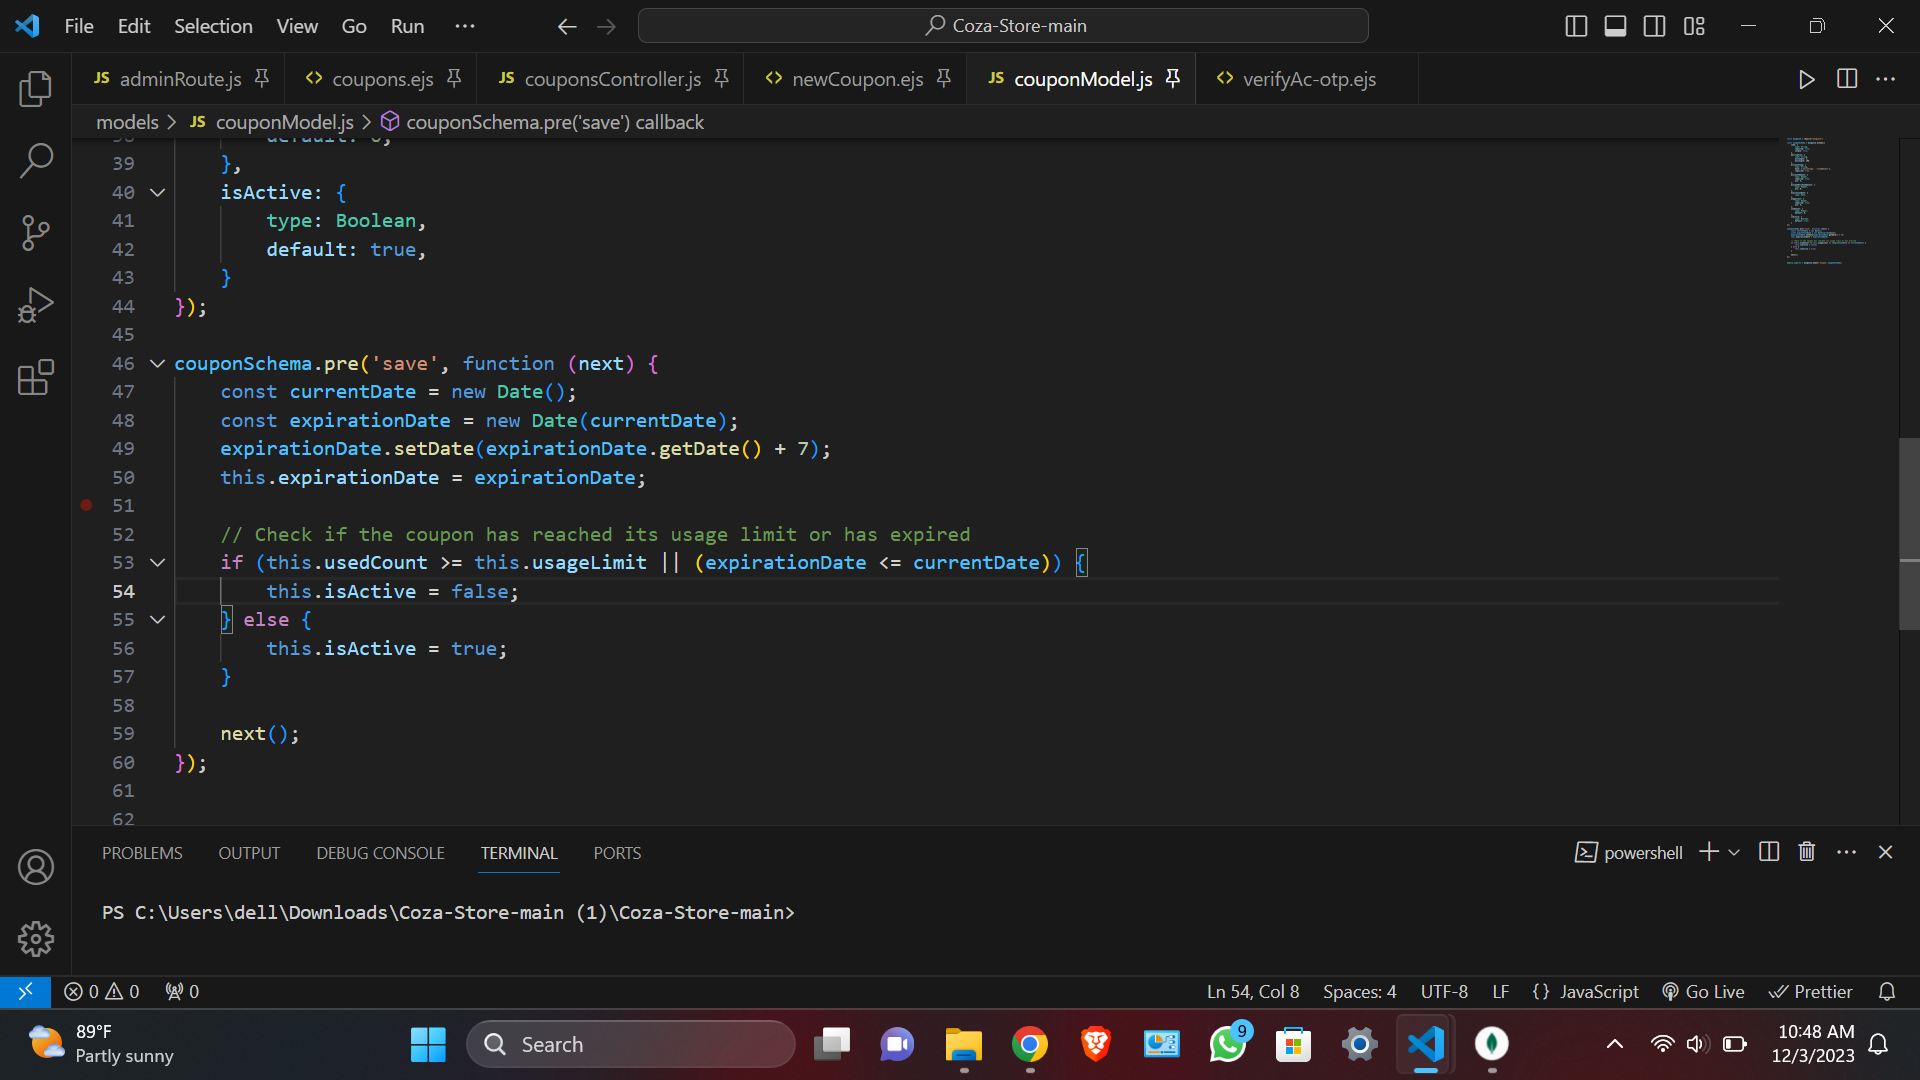 File Edit Selection View Go Run ··· Coza-Store-main
JS adminRoute.js <> coupons.ejs JS couponsController.js <> newCoupon.ejs JS couponModel.js <> verifyAc-otp.ejs
models > JS couponModel.js > couponSchema.pre('save') callback
39 },
40 isActive: {
41 type: Boolean,
42 default: true,
43 }
44 });
45
46 couponSchema.pre('save', function (next) {
47 const currentDate = new Date();
48 const expirationDate = new Date(currentDate);
49 expirationDate.setDate(expirationDate.getDate() + 7);
50 this.expirationDate = expirationDate;
51
52 // Check if the coupon has reached its usage limit or has expired
53 if (this.usedCount >= this.usageLimit || (expirationDate <= currentDate)) {
54 this.isActive = false;
55 } else {
56 this.isActive = true;
57 }
58
59 next();
60 });
61
62
PROBLEMS OUTPUT DEBUG CONSOLE TERMINAL PORTS powershell
PS C:\Users\dell\Downloads\Coza-Store-main (1)\Coza-Store-main>
0 0 0 Ln 54, Col 8 Spaces: 4 UTF-8 LF {} JavaScript Go Live Prettier
89°F
Partly sunny
Search
9
10:48 AM
12/3/2023